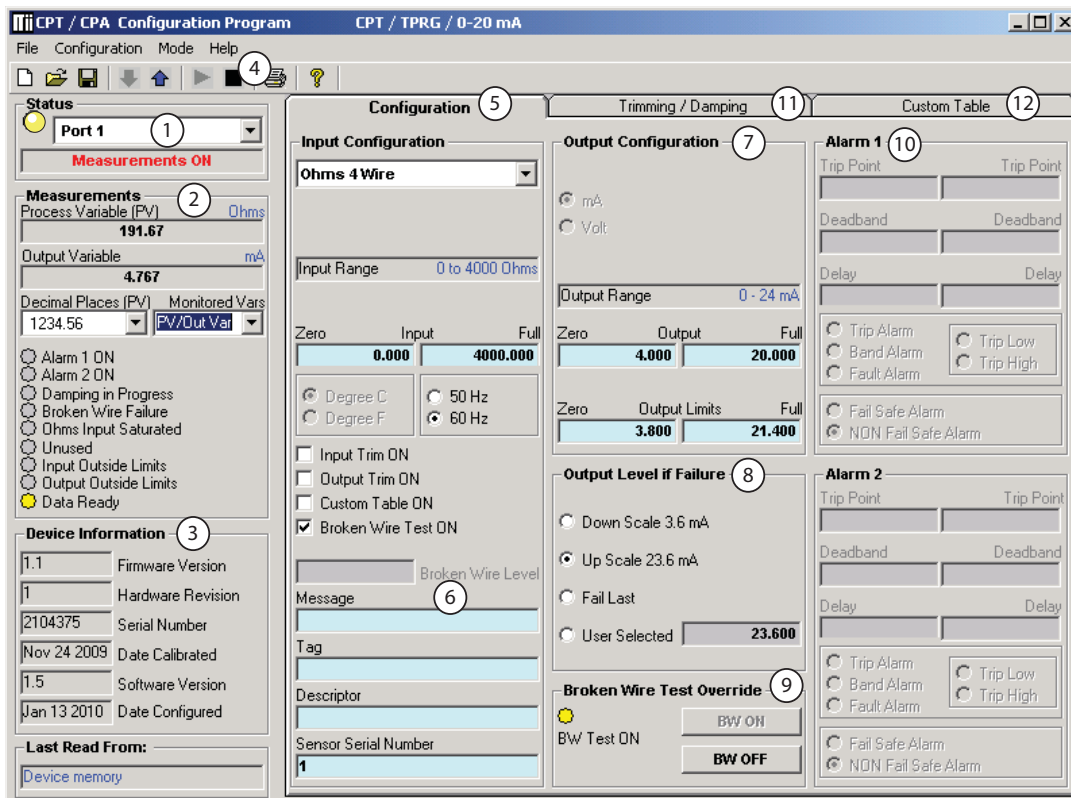 CPT / CPA Configuration Program CPT / TPRG / 0-20 mA
File Configuration Mode Help
4
Status
Port 1
1
Measurements ON
Measurements
2
Process Variable (PV) Ohms
191.67
Output Variable mA
4.767
Decimal Places (PV) Monitored Vars
1234.56 PV/Out Var
Alarm 1 ON
Alarm 2 ON
Damping in Progress
Broken Wire Failure
Ohms Input Saturated
Unused
Input Outside Limits
Output Outside Limits
Data Ready
Device Information
3
1.1 Firmware Version
1 Hardware Revision
2104375 Serial Number
Nov 24 2009 Date Calibrated
1.5 Software Version
Jan 13 2010 Date Configured
Last Read From:
Device memory
Configuration 5
Trimming / Damping 11
Custom Table 12
Input Configuration
Ohms 4 Wire
Input Range 0 to 4000 Ohms
Zero Input Full
0.000 4000.000
Degree C
Degree F
50 Hz
60 Hz
Input Trim ON
Output Trim ON
Custom Table ON
Broken Wire Test ON
Broken Wire Level
6
Message
Tag
Descriptor
Sensor Serial Number
1
Output Configuration 7
mA
Volt
Output Range 0 - 24 mA
Zero Output Full
4.000 20.000
Zero Output Limits Full
3.800 21.400
Output Level if Failure 8
Down Scale 3.6 mA
Up Scale 23.6 mA
Fail Last
User Selected 23.600
Broken Wire Test Override 9
BW Test ON
BW ON
BW OFF
Alarm 1 10
Trip Point Trip Point
Deadband Deadband
Delay Delay
Trip Alarm
Band Alarm
Fault Alarm
Trip Low
Trip High
Fail Safe Alarm
NON Fail Safe Alarm
Alarm 2
Trip Point Trip Point
Deadband Deadband
Delay Delay
Trip Alarm
Band Alarm
Fault Alarm
Trip Low
Trip High
Fail Safe Alarm
NON Fail Safe Alarm